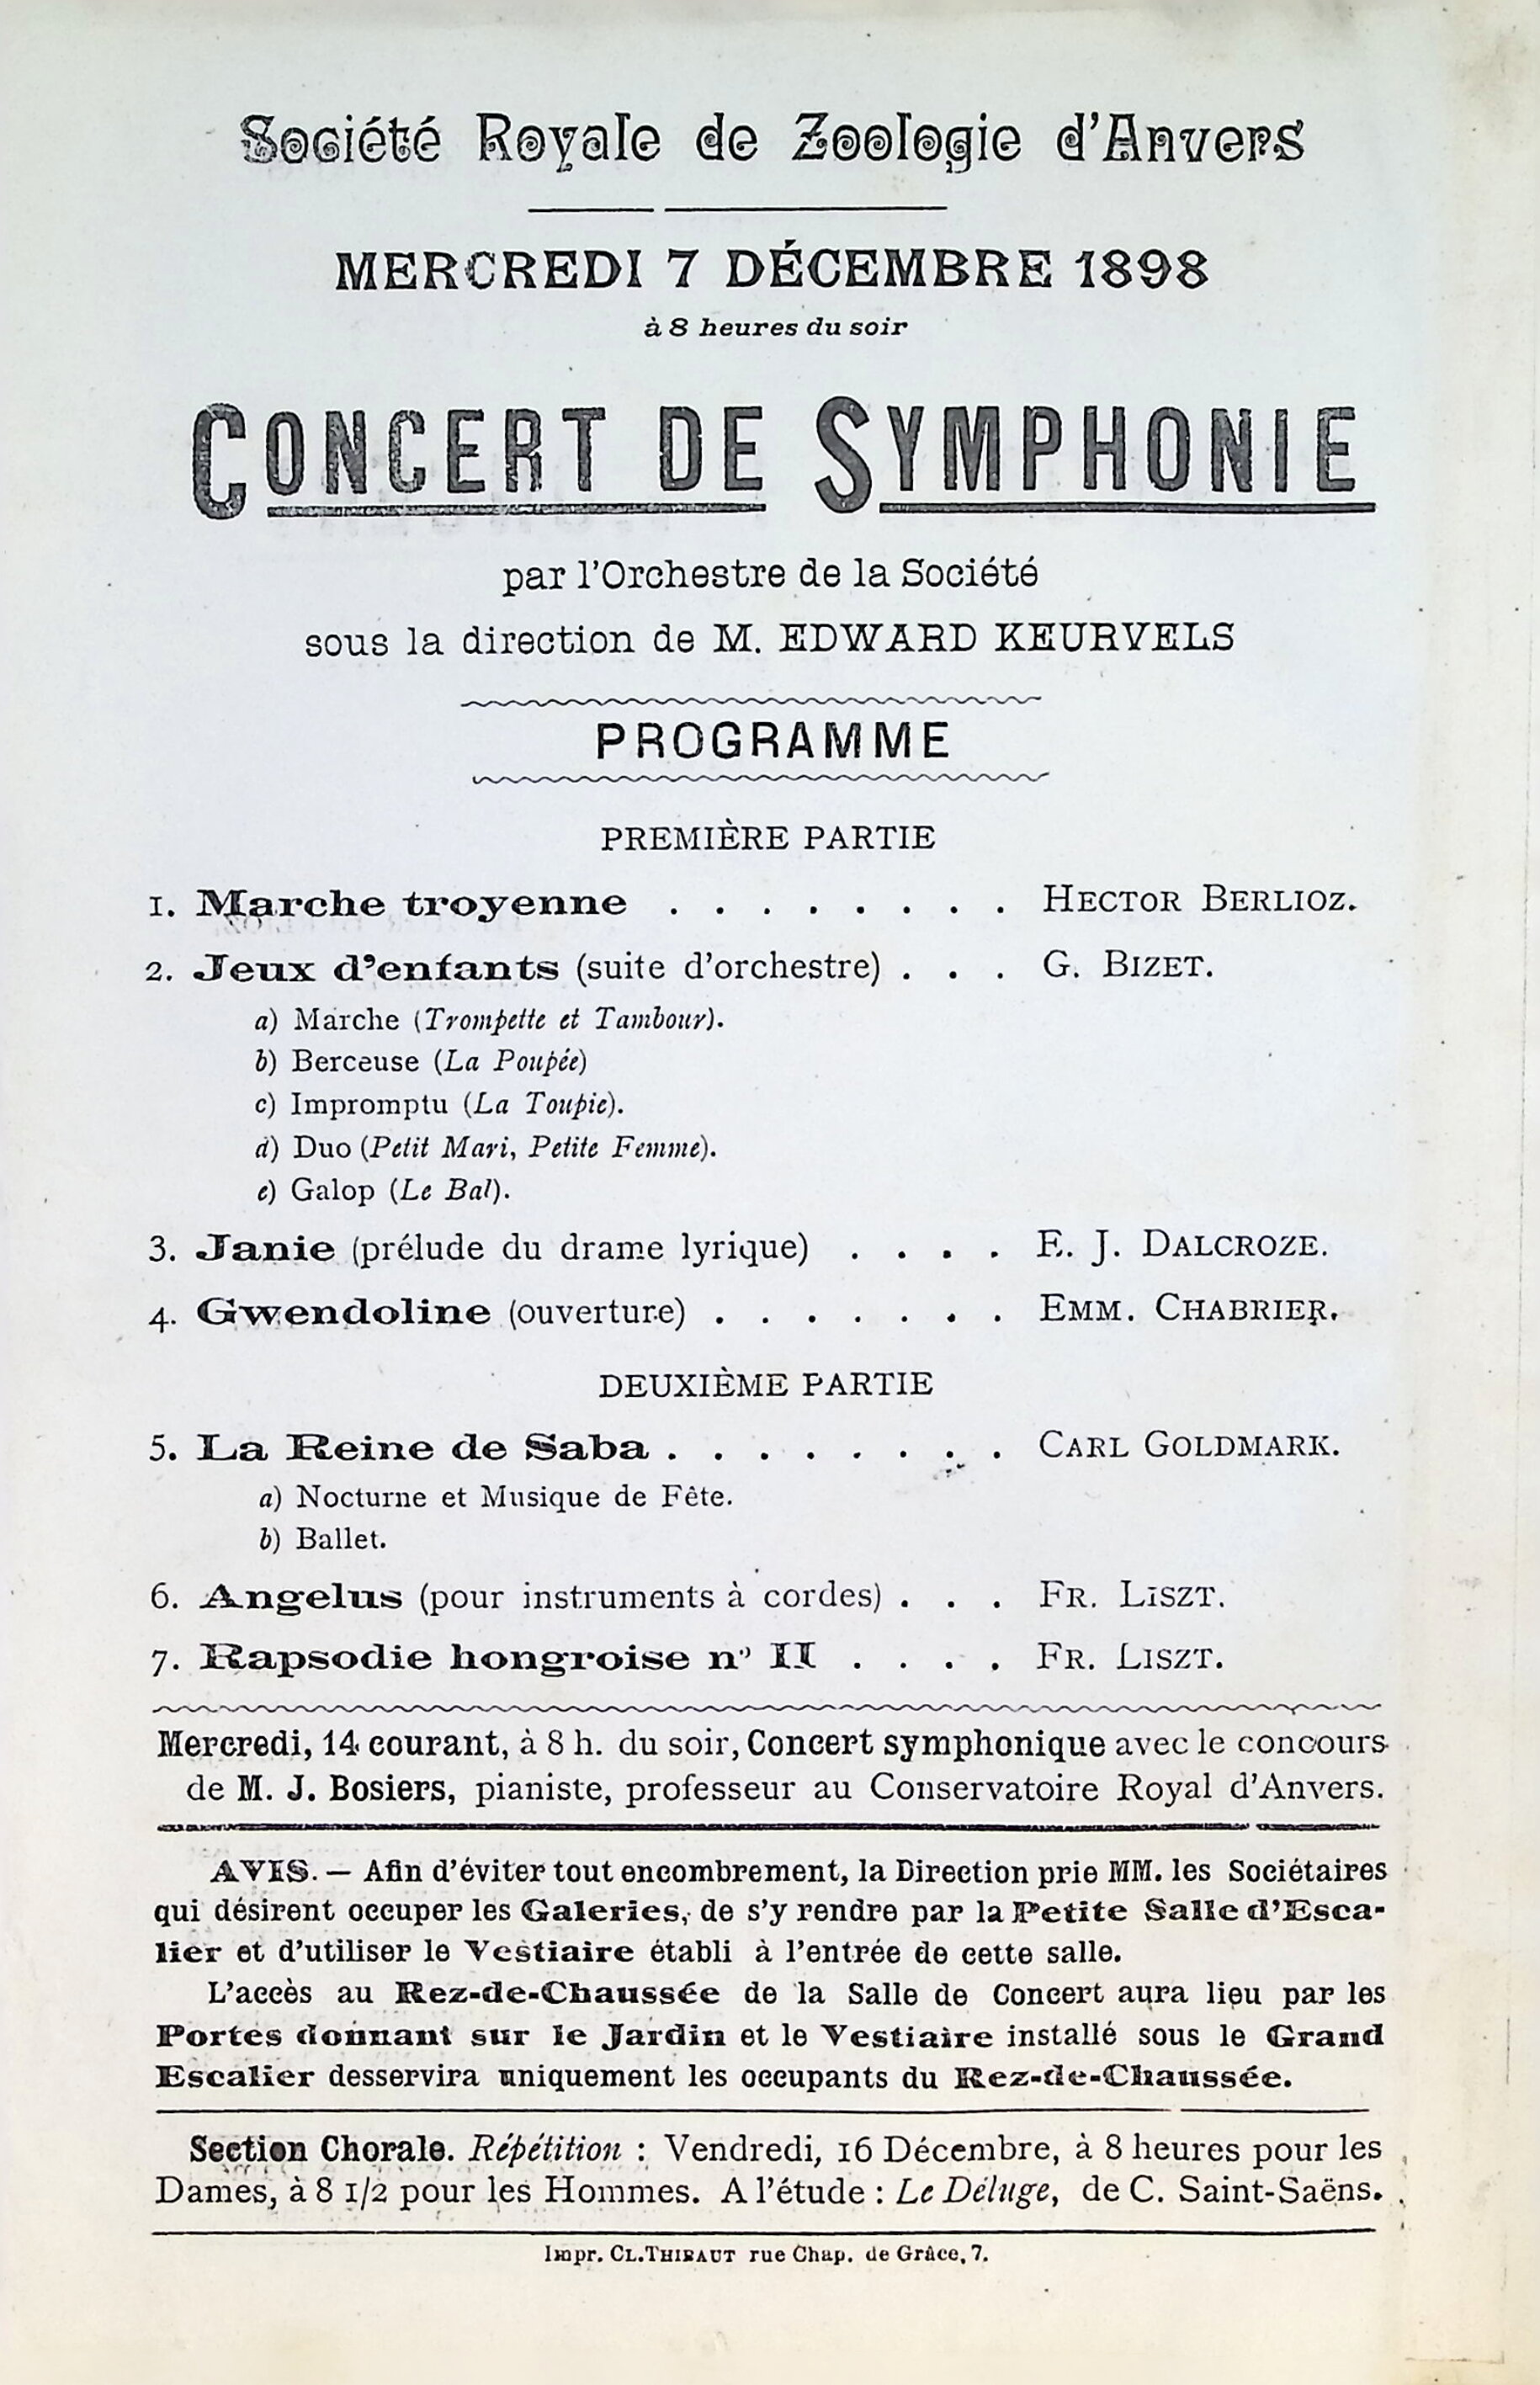 Société Royale de Zoologie d'Anvers
MERCREDI 7 DÉCEMBRE 1898
à 8 heures du soir
CONCERT DE SYMPHONIE
par l'Orchestre de la Société
sous la direction de M. EDWARD KEURVELS
PROGRAMME
PREMIÈRE PARTIE
1. Marche troyenne . . . . . . . . HECTOR BERLIOZ.
2. Jeux d'enfants (suite d'orchestre) . . . G. BIZET.
a) Marche (Trompette et Tambour).
b) Berceuse (La Poupée)
c) Impromptu (La Toupie).
d) Duo (Petit Mari, Petite Femme).
e) Galop (Le Bal).
3. Janie (prélude du drame lyrique) . . . . E. J. DALCROZE.
4. Gwendoline (ouverture) . . . . . . . EMM. CHABRIER.
DEUXIÈME PARTIE
5. La Reine de Saba . . . . . . . . CARL GOLDMARK.
a) Nocturne et Musique de Fête.
b) Ballet.
6. Angelus (pour instruments à cordes) . . . FR. LISZT.
7. Rapsodie hongroise nº II . . . . FR. LISZT.
Mercredi, 14 courant, à 8 h. du soir, Concert symphonique avec le concours
de M. J. Bosiers, pianiste, professeur au Conservatoire Royal d'Anvers.
AVIS. — Afin d'éviter tout encombrement, la Direction prie MM. les Sociétaires
qui désirent occuper les Galeries, de s'y rendre par la Petite Salle d'Esca-
lier et d'utiliser le Vestiaire établi à l'entrée de cette salle.
L'accès au Rez-de-Chaussée de la Salle de Concert aura lieu par les
Portes donnant sur le Jardin et le Vestiaire installé sous le Grand
Escalier desservira uniquement les occupants du Rez-de-Chaussée.
Section Chorale. Répétition : Vendredi, 16 Décembre, à 8 heures pour les
Dames, à 8 1/2 pour les Hommes. A l'étude : Le Déluge, de C. Saint-Saëns.
Impr. CL. THIBAUT rue Chap. de Grâce, 7.